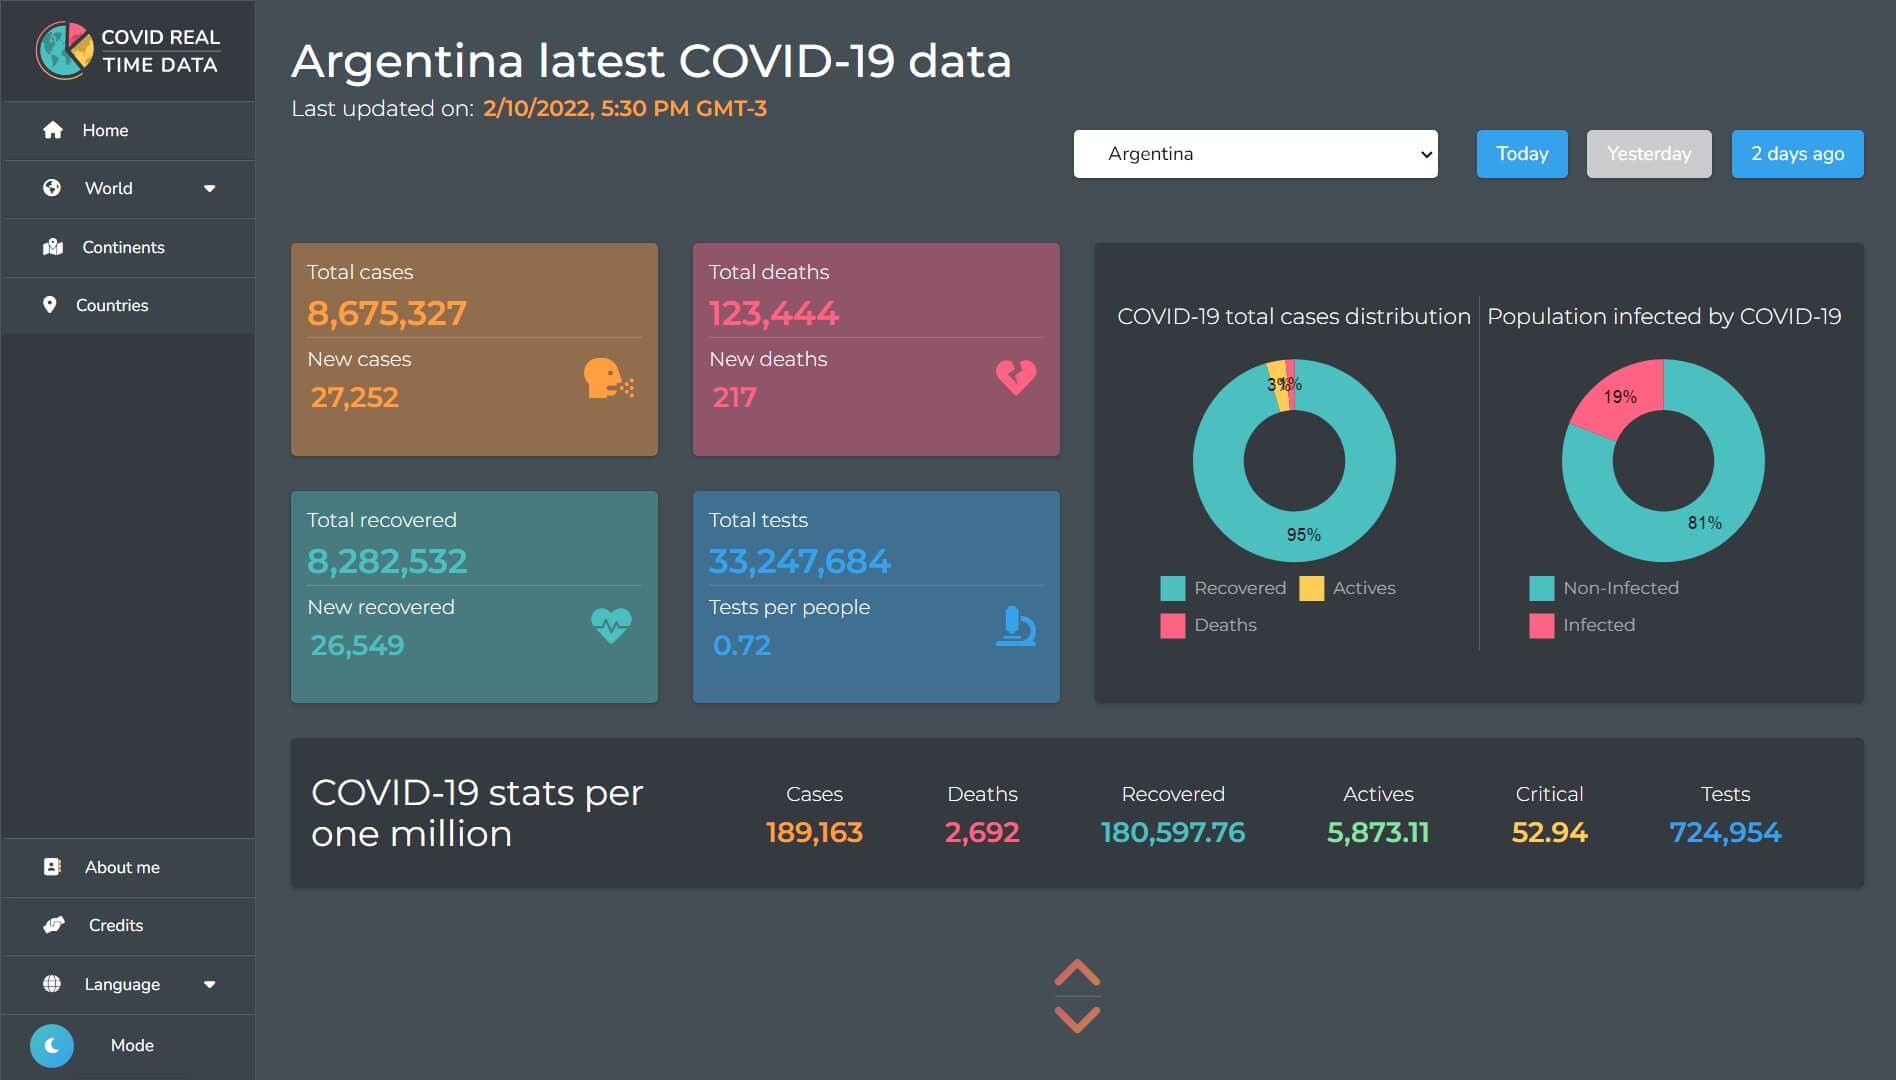 COVID REAL
TIME DATA
Home
World
Continents
Countries
About me
Credits
Language
Mode
Argentina latest COVID-19 data
Last updated on: 2/10/2022, 5:30 PM GMT-3
Argentina
Today
Yesterday
2 days ago
Total cases
8,675,327
New cases
27,252
Total deaths
123,444
New deaths
217
Total recovered
8,282,532
New recovered
26,549
Total tests
33,247,684
Tests per people
0.72
COVID-19 total cases distribution
3%
1%
95%
Recovered
Actives
Deaths
Population infected by COVID-19
19%
81%
Non-Infected
Infected
COVID-19 stats per
one million
Cases
189,163
Deaths
2,692
Recovered
180,597.76
Actives
5,873.11
Critical
52.94
Tests
724,954